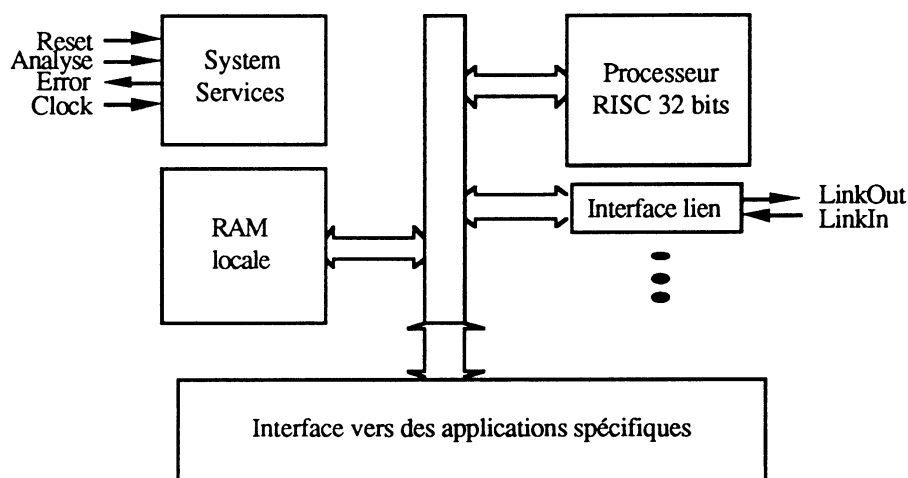 Reset
Analyse
Error
Clock
System
Services
Processeur
RISC 32 bits
RAM
locale
Interface lien
LinkOut
LinkIn
Interface vers des applications spécifiques